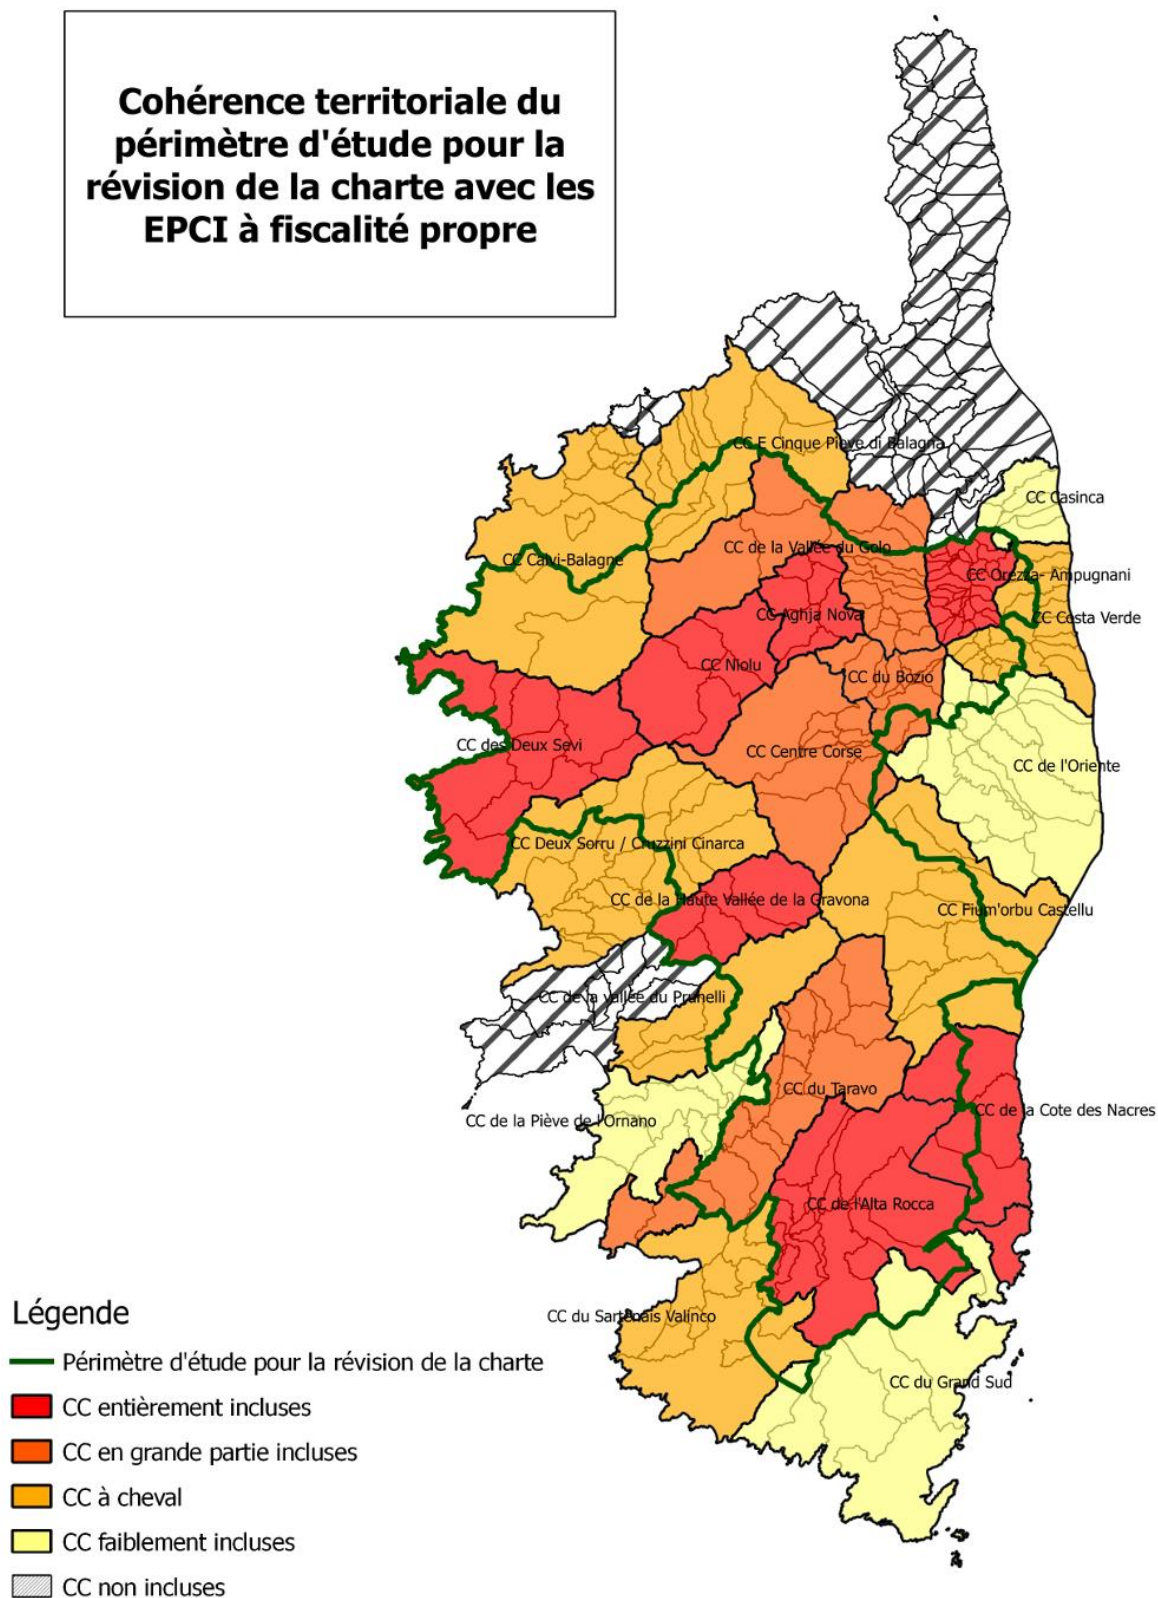 Cohérence territoriale du
périmètre d'étude pour la
révision de la charte avec les
EPCI à fiscalité propre
CC E Cinque Pieve di Balagna
CC Casinca
CC de la Vallée du Golo
CC Calvi-Balagne
CC Orezza- Ampugnani
CC Aghja Nova
CC Costa Verde
CC Niolu
CC du Bozio
CC des Deux Sevi
CC Centre Corse
CC de l'Oriente
CC Deux Sorru / Cruzzini Cinarca
CC de la Haute Vallée de la Gravona
CC Fium'orbu Castellu
CC de la vallée du Prunelli
CC du Taravo
CC de la Cote des Nacres
CC de la Piève de l'Ornano
CC de l'Alta Rocca
CC du Sartenais Valinco
CC du Grand Sud
Légende
Périmètre d'étude pour la révision de la charte
CC entièrement incluses
CC en grande partie incluses
CC à cheval
CC faiblement incluses
CC non incluses